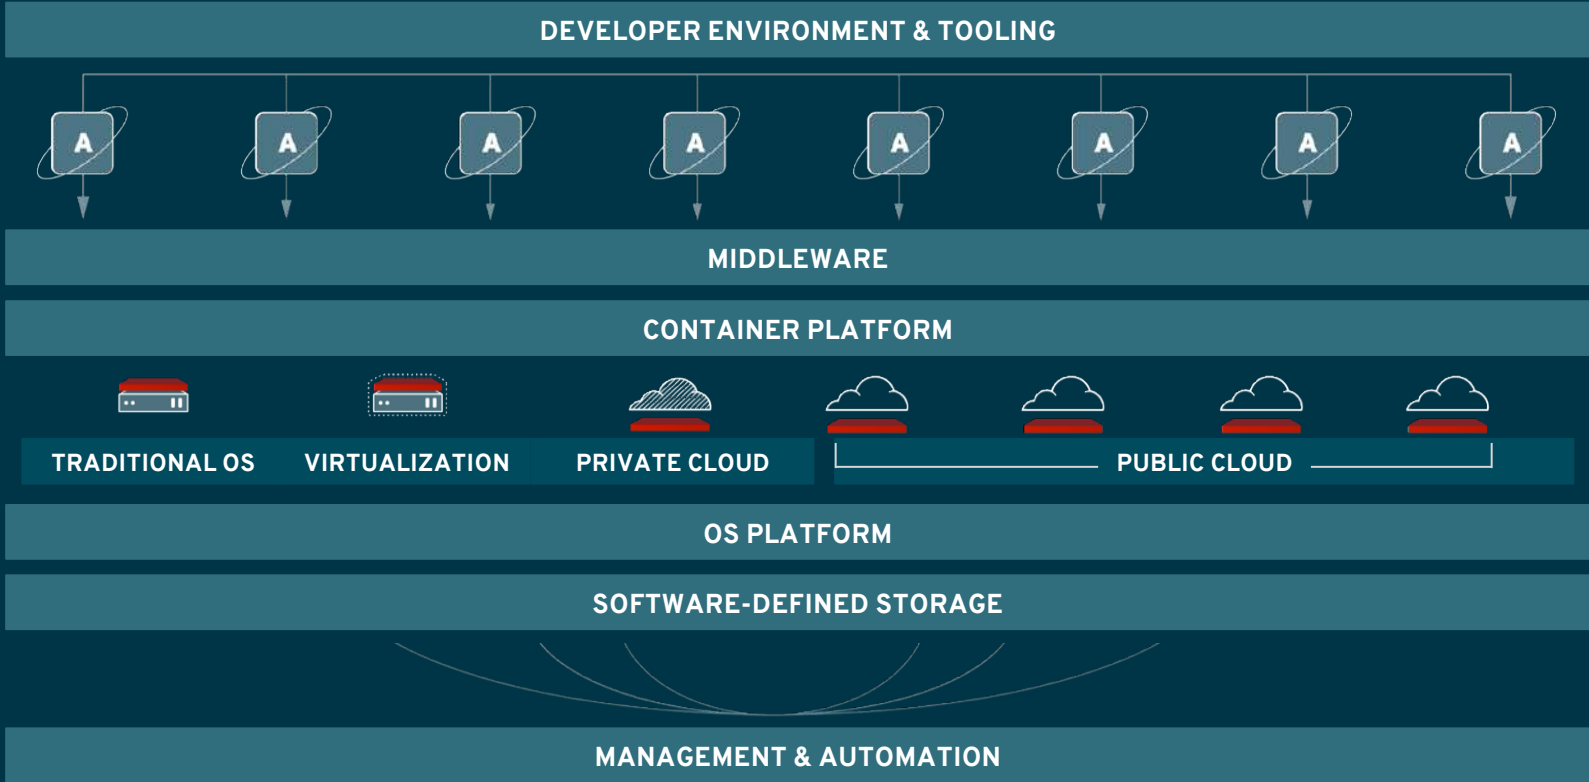 DEVELOPER ENVIRONMENT & TOOLING
A A A A A A A A
MIDDLEWARE
CONTAINER PLATFORM
TRADITIONAL OS VIRTUALIZATION PRIVATE CLOUD PUBLIC CLOUD
OS PLATFORM
SOFTWARE-DEFINED STORAGE
MANAGEMENT & AUTOMATION